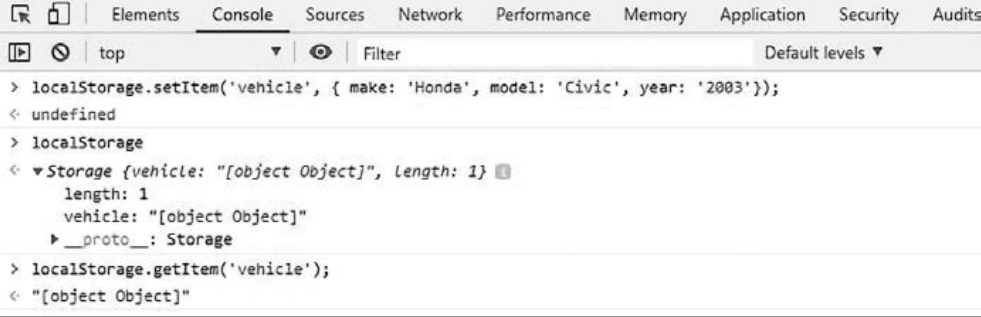 Elements Console Sources Network Performance Memory Application Security Audits
top ▼ Filter Default levels ▼
> localStorage.setItem('vehicle', { make: 'Honda', model: 'Civic', year: '2003'});
<· undefined
> localStorage
<· ▼Storage {vehicle: "[object Object]", length: 1} i
length: 1
vehicle: "[object Object]"
▶ __proto__: Storage
> localStorage.getItem('vehicle');
<· "[object Object]"